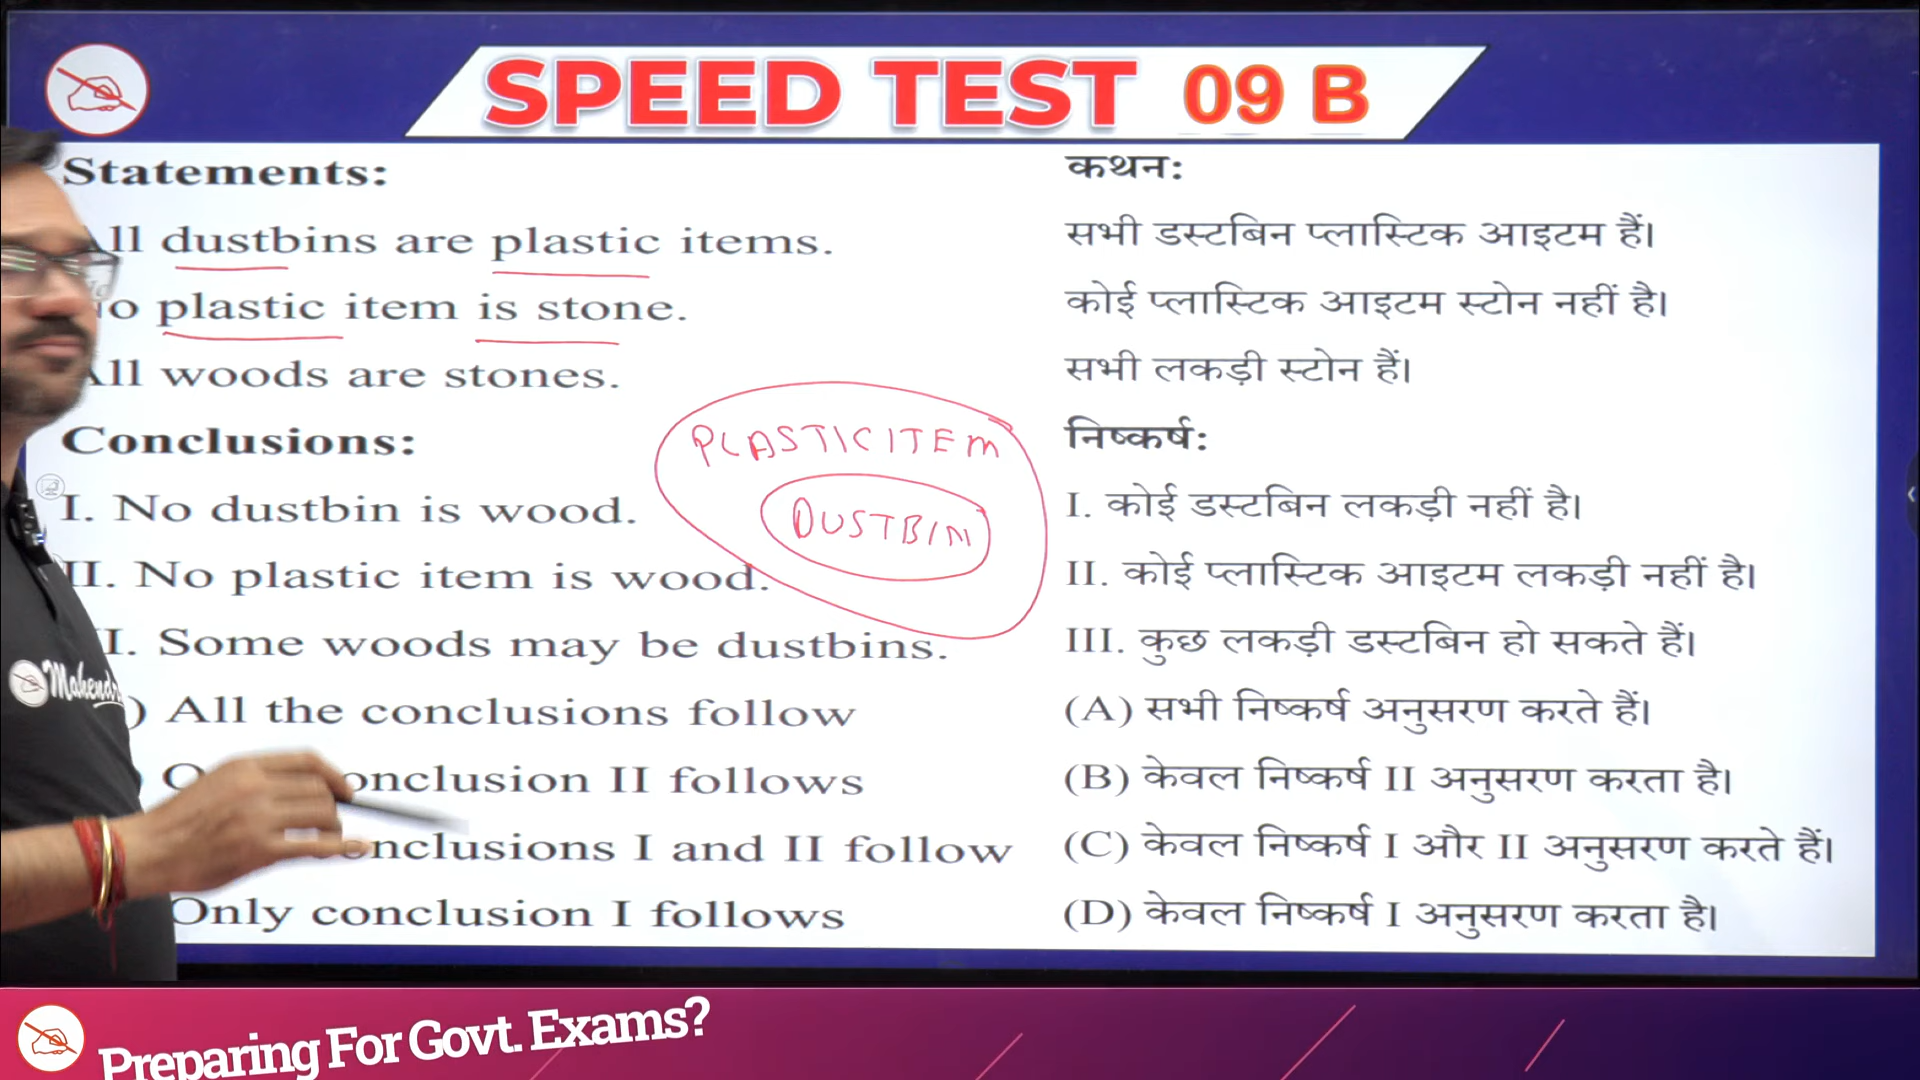 SPEED TEST 09 B
Statements:
ll dustbins are plastic items.
o plastic item is stone.
ll woods are stones.
Conclusions:
I. No dustbin is wood.
II. No plastic item is wood.
I. Some woods may be dustbins.
) All the conclusions follow
onclusion II follows
onclusions I and II follow
Only conclusion I follows
PLASTIC ITEM
DUSTBIN
कथन:
सभी डस्टबिन प्लास्टिक आइटम हैं।
कोई प्लास्टिक आइटम स्टोन नहीं है।
सभी लकड़ी स्टोन हैं।
निष्कर्ष:
I. कोई डस्टबिन लकड़ी नहीं है।
II. कोई प्लास्टिक आइटम लकड़ी नहीं है।
III. कुछ लकड़ी डस्टबिन हो सकते हैं।
(A) सभी निष्कर्ष अनुसरण करते हैं।
(B) केवल निष्कर्ष II अनुसरण करता है।
(C) केवल निष्कर्ष I और II अनुसरण करते हैं।
(D) केवल निष्कर्ष I अनुसरण करता है।
Mahend
Preparing For Govt. Exams?